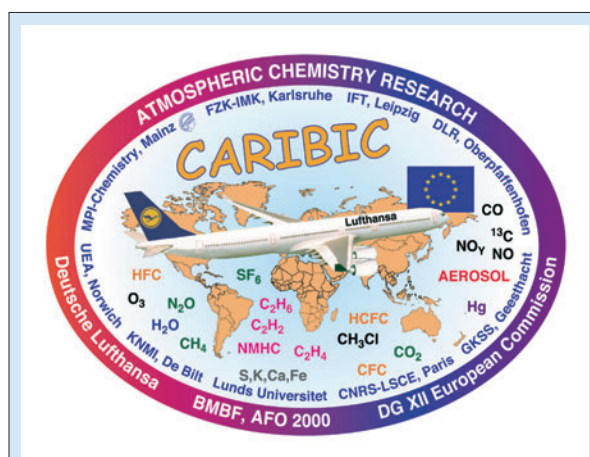 ATMOSPHERIC CHEMISTRY RESEARCH
MPI-Chemistry, Mainz
FZK-IMK, Karlsruhe
IFT, Leipzig
DLR, Oberpfaffenhofen
CARIBIC
Lufthansa
CO
¹³C
NOY
NO
HFC
SF₆
AEROSOL
O₃
N₂O
C₂H₆
Hg
H₂O
C₂H₂
HCFC
CH₃Cl
CH₄
NMHC
C₂H₄
CO₂
S,K,Ca,Fe
CFC
UEA, Norwich
KNMI, De Bilt
Lunds Universitet
CNRS-LSCE, Paris
GKSS, Geesthacht
Deutsche Lufthansa
BMBF, AFO 2000
DG XII European Commission